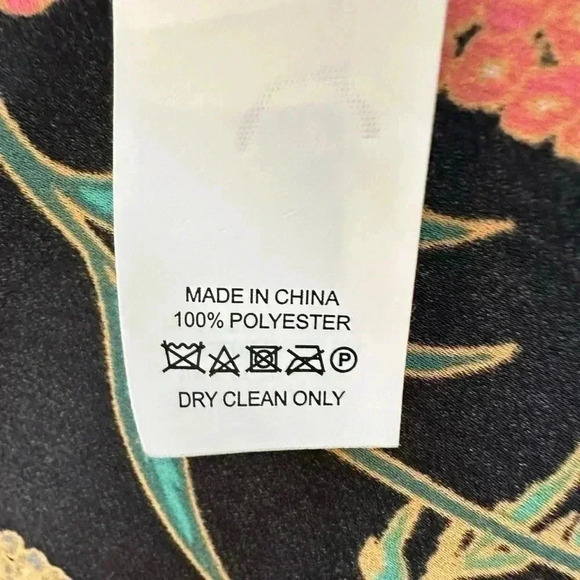 MADE IN CHINA
100% POLYESTER
P
DRY CLEAN ONLY